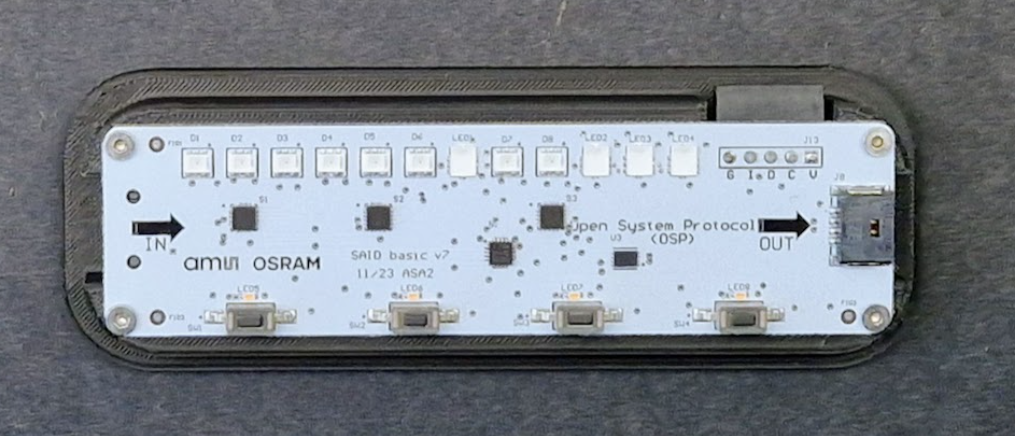 D1 D2 D3 D4 D5 D6 LED1 D7 D8 LED2 LED3 LED4 J13
G I D C V
J8
S1 S2 S3
Open System Protocol
(OSP)
IN
OUT
U3
am OSRAM
SAID basic v7
11/23 ASA2
LED5 LED6 LED7 LED8
SW1 SW2 SW3 SW4